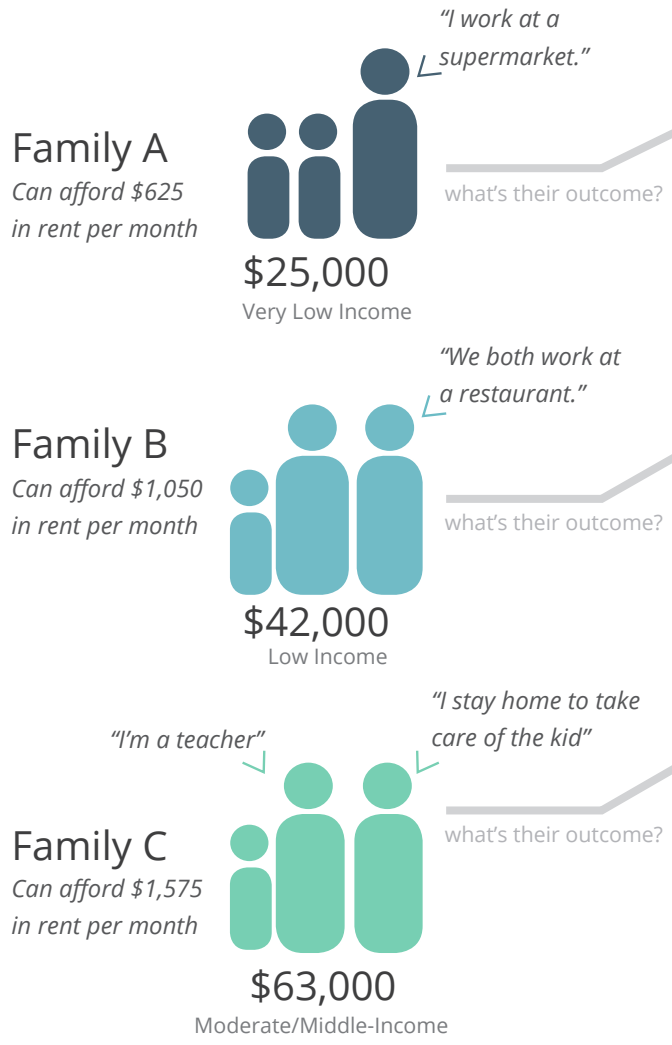 “I work at a
supermarket.”
Family A
Can afford $625
in rent per month
what’s their outcome?
$25,000
Very Low Income
“We both work at
a restaurant.”
Family B
Can afford $1,050
in rent per month
what’s their outcome?
$42,000
Low Income
“I’m a teacher”
“I stay home to take
care of the kid”
Family C
Can afford $1,575
in rent per month
what’s their outcome?
$63,000
Moderate/Middle-Income